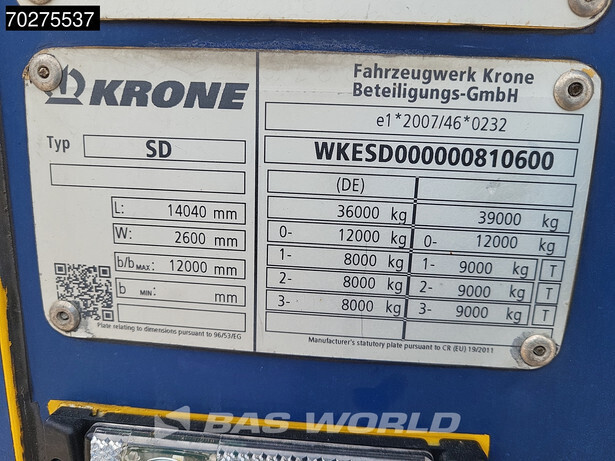 70275537
KRONE
Fahrzeugwerk Krone
Beteiligungs-GmbH
e1*2007/46*0232
Typ SD
WKESD000000810600
(DE)
L: 14040 mm
W: 2600 mm
b/b MAX: 12000 mm
b MIN: mm
36000 kg 39000 kg
0- 12000 kg 0- 12000 kg
1- 8000 kg 1- 9000 kg T
2- 8000 kg 2- 9000 kg T
3- 8000 kg 3- 9000 kg T
Plate relating to dimensions pursuant to 96/53/EG
Manufacturer's statutory plate pursuant to CR (EU) 19/2011
BAS WORLD